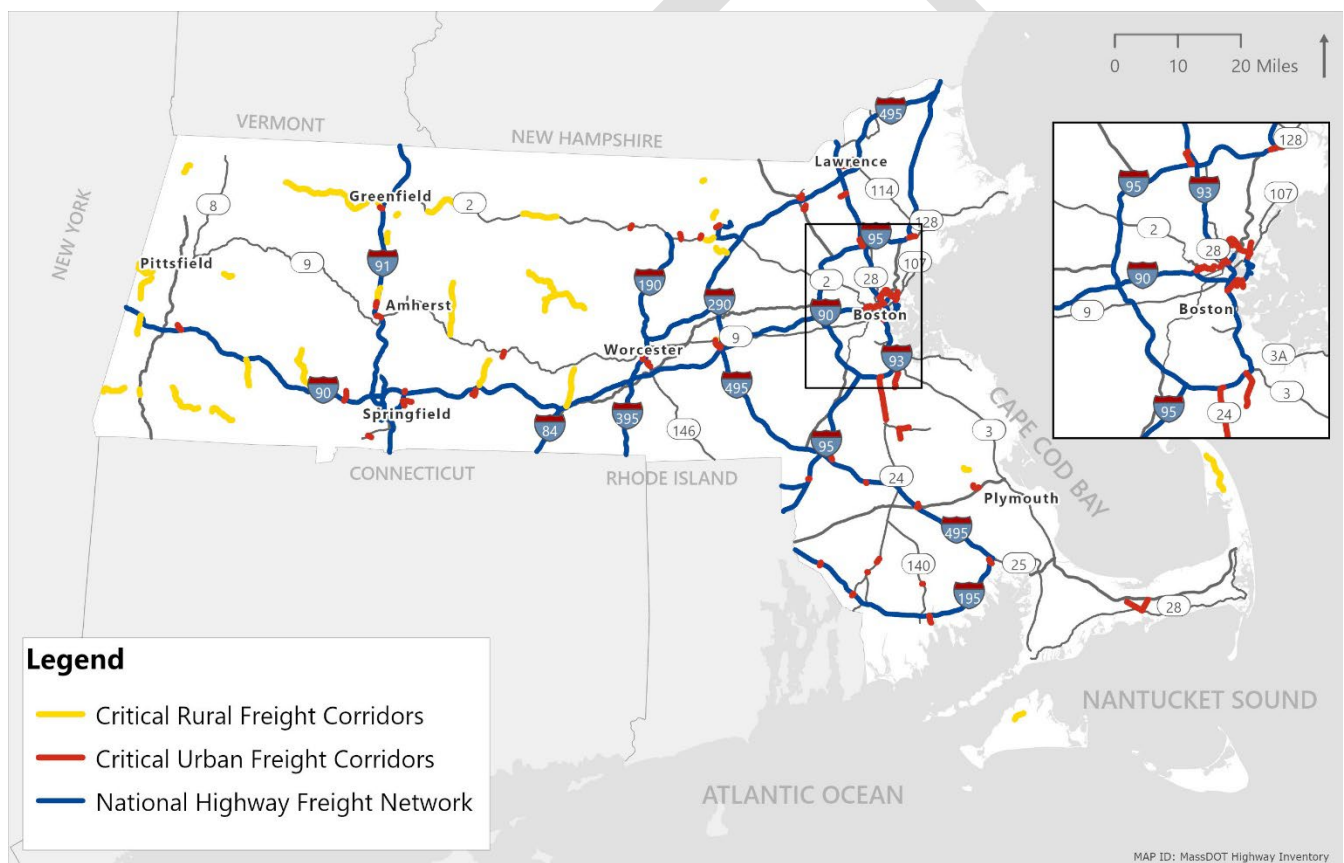 0 10 20 Miles
VERMONT
NEW HAMPSHIRE
NEW YORK
495
Lawrence
114
128
Greenfield
2
8
95
107
91
Pittsfield
9
190
28
2
Amherst
290
90
Boston
9
Worcester
93
90
495
Springfield
395
84
146
95
3
CONNECTICUT
RHODE ISLAND
24
CAPE COD BAY
Plymouth
495
140
25
195
28
128
95
93
107
2
28
90
9
Boston
3A
3
95
24
NANTUCKET SOUND
ATLANTIC OCEAN
Legend
Critical Rural Freight Corridors
Critical Urban Freight Corridors
National Highway Freight Network
MAP ID: MassDOT Highway Inventory